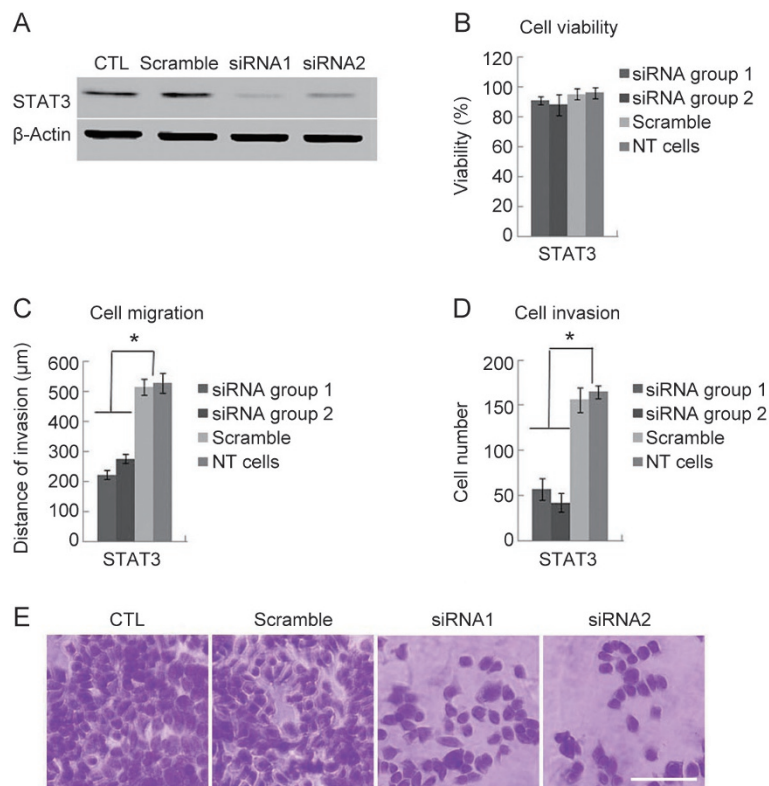 A
CTL Scramble siRNA1 siRNA2
STAT3
β-Actin
B
Cell viability
Viability (%)
120
100
80
60
40
20
0
STAT3
siRNA group 1
siRNA group 2
Scramble
NT cells
C
Cell migration
*
Distance of invasion (μm)
600
500
400
300
200
100
0
STAT3
siRNA group 1
siRNA group 2
Scramble
NT cells
D
Cell invasion
*
Cell number
200
150
100
50
0
STAT3
siRNA group 1
siRNA group 2
Scramble
NT cells
E
CTL Scramble siRNA1 siRNA2